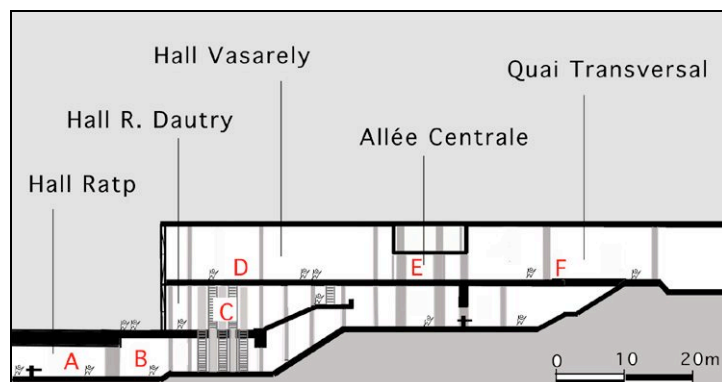 Hall Vasarely
Quai Transversal
Hall R. Dautry
Allée Centrale
Hall Ratp
D
E
F
C
A
B
0 10 20m